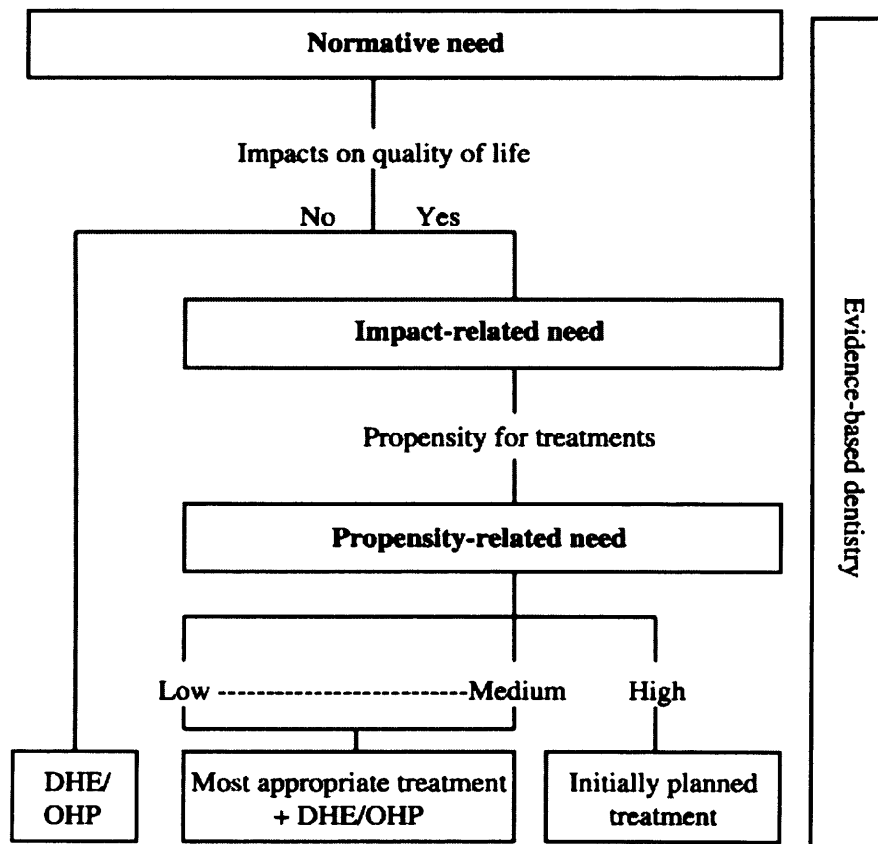 Normative need
Impacts on quality of life
No Yes
Impact-related need
Propensity for treatments
Propensity-related need
Low ------------------------- Medium High
DHE/
OHP
Most appropriate treatment
+ DHE/OHP
Initially planned
treatment
Evidence-based dentistry